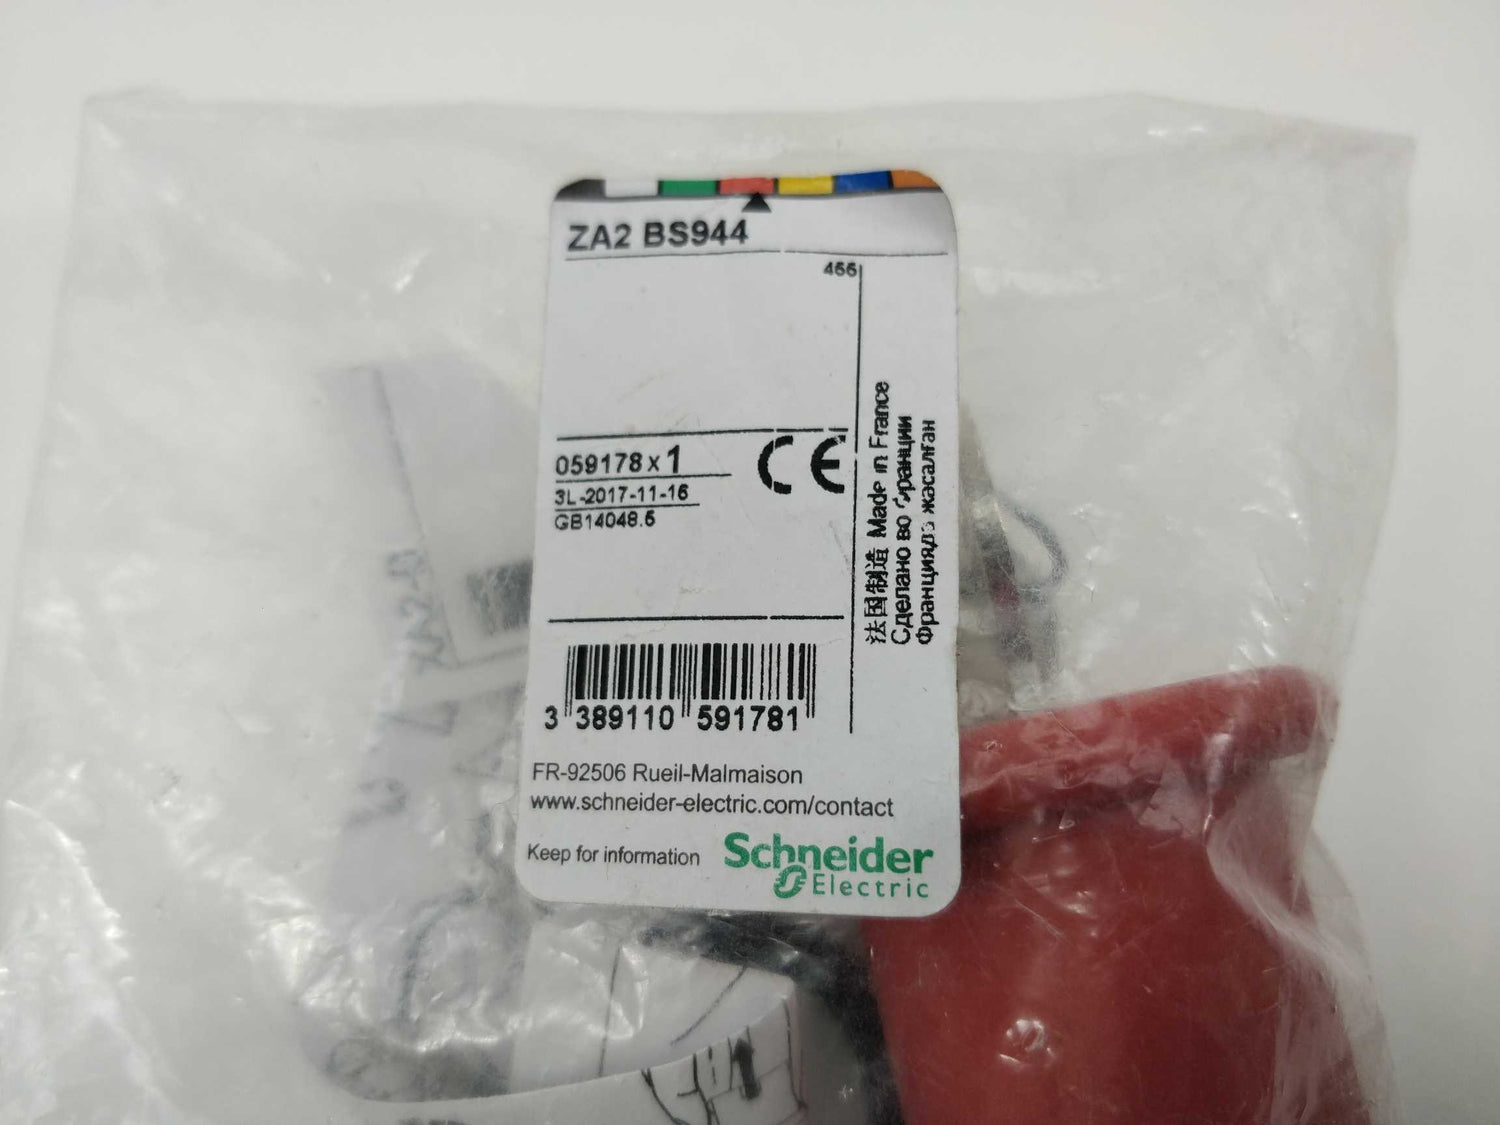 ZA2 BS944
466
059178 x 1
3L-2017-11-16
GB14048.5
CE
法国制造 Made in France
Сделано во Франции
Францияда жасалған
3 389110 591781
FR-92506 Rueil-Malmaison
www.schneider-electric.com/contact
Keep for information
Schneider
Electric